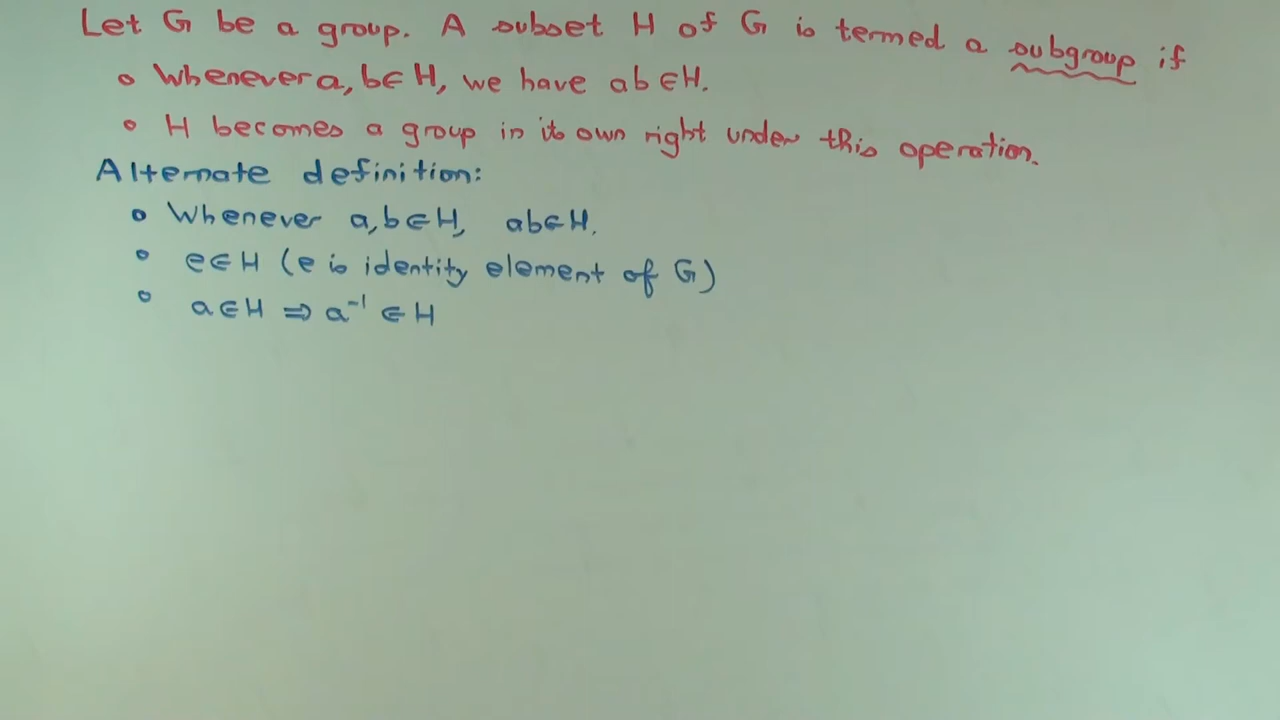 Let G be a group. A subset H of G is termed a subgroup if
• Whenever a, b∈H, we have ab∈H.
• H becomes a group in its own right under this operation.
Alternate definition:
• Whenever a,b∈H, ab∈H.
• e∈H (e is identity element of G)
• a∈H ⇒ a⁻¹ ∈ H